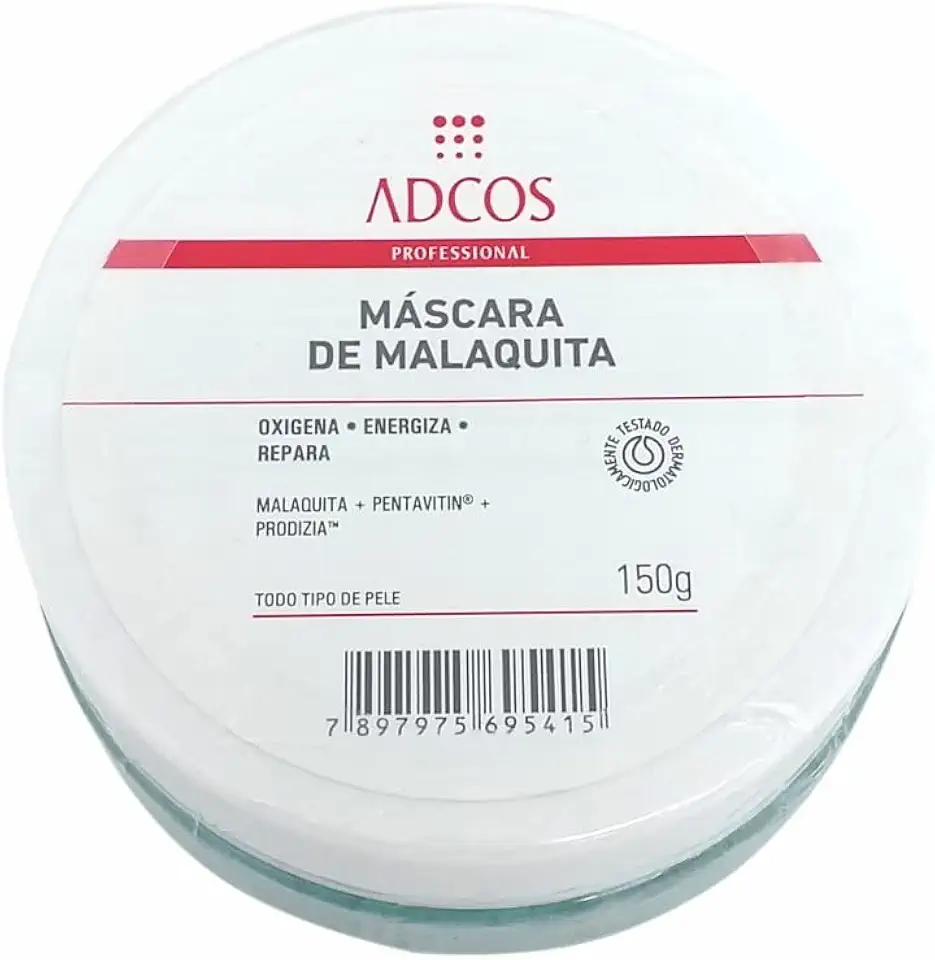 ADCOS
PROFESSIONAL
MÁSCARA
DE MALAQUITA
OXIGENA • ENERGIZA •
REPARA
TESTADO DERMATOLOGICAMENTE
MALAQUITA + PENTAVITIN® +
PRODIZIA™
150g
TODO TIPO DE PELE
7 897975 695415